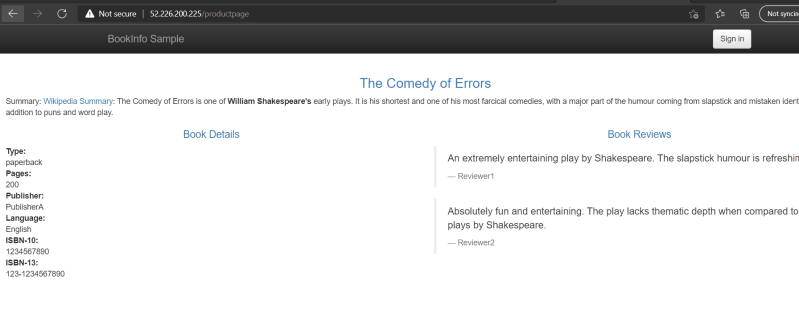 Not secure | 52.226.200.225/productpage
Not syncin
BookInfo Sample
Sign in
The Comedy of Errors
Summary: Wikipedia Summary: The Comedy of Errors is one of William Shakespeare's early plays. It is his shortest and one of his most farcical comedies, with a major part of the humour coming from slapstick and mistaken ident
addition to puns and word play.
Book Details
Book Reviews
Type:
paperback
Pages:
200
Publisher:
PublisherA
Language:
English
ISBN-10:
1234567890
ISBN-13:
123-1234567890
An extremely entertaining play by Shakespeare. The slapstick humour is refreshin
— Reviewer1
Absolutely fun and entertaining. The play lacks thematic depth when compared to
plays by Shakespeare.
— Reviewer2